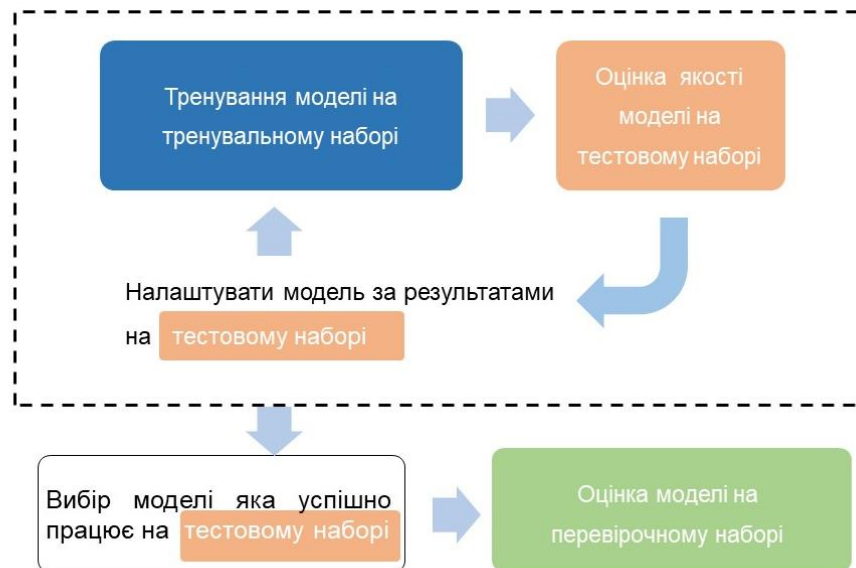 Тренування моделі на
тренувальному наборі
Оцінка якості
моделі на
тестовому наборі
Налаштувати модель за результатами
на тестовому наборі
Вибір моделі яка успішно
працює на тестовому наборі
Оцінка моделі на
перевірочному наборі